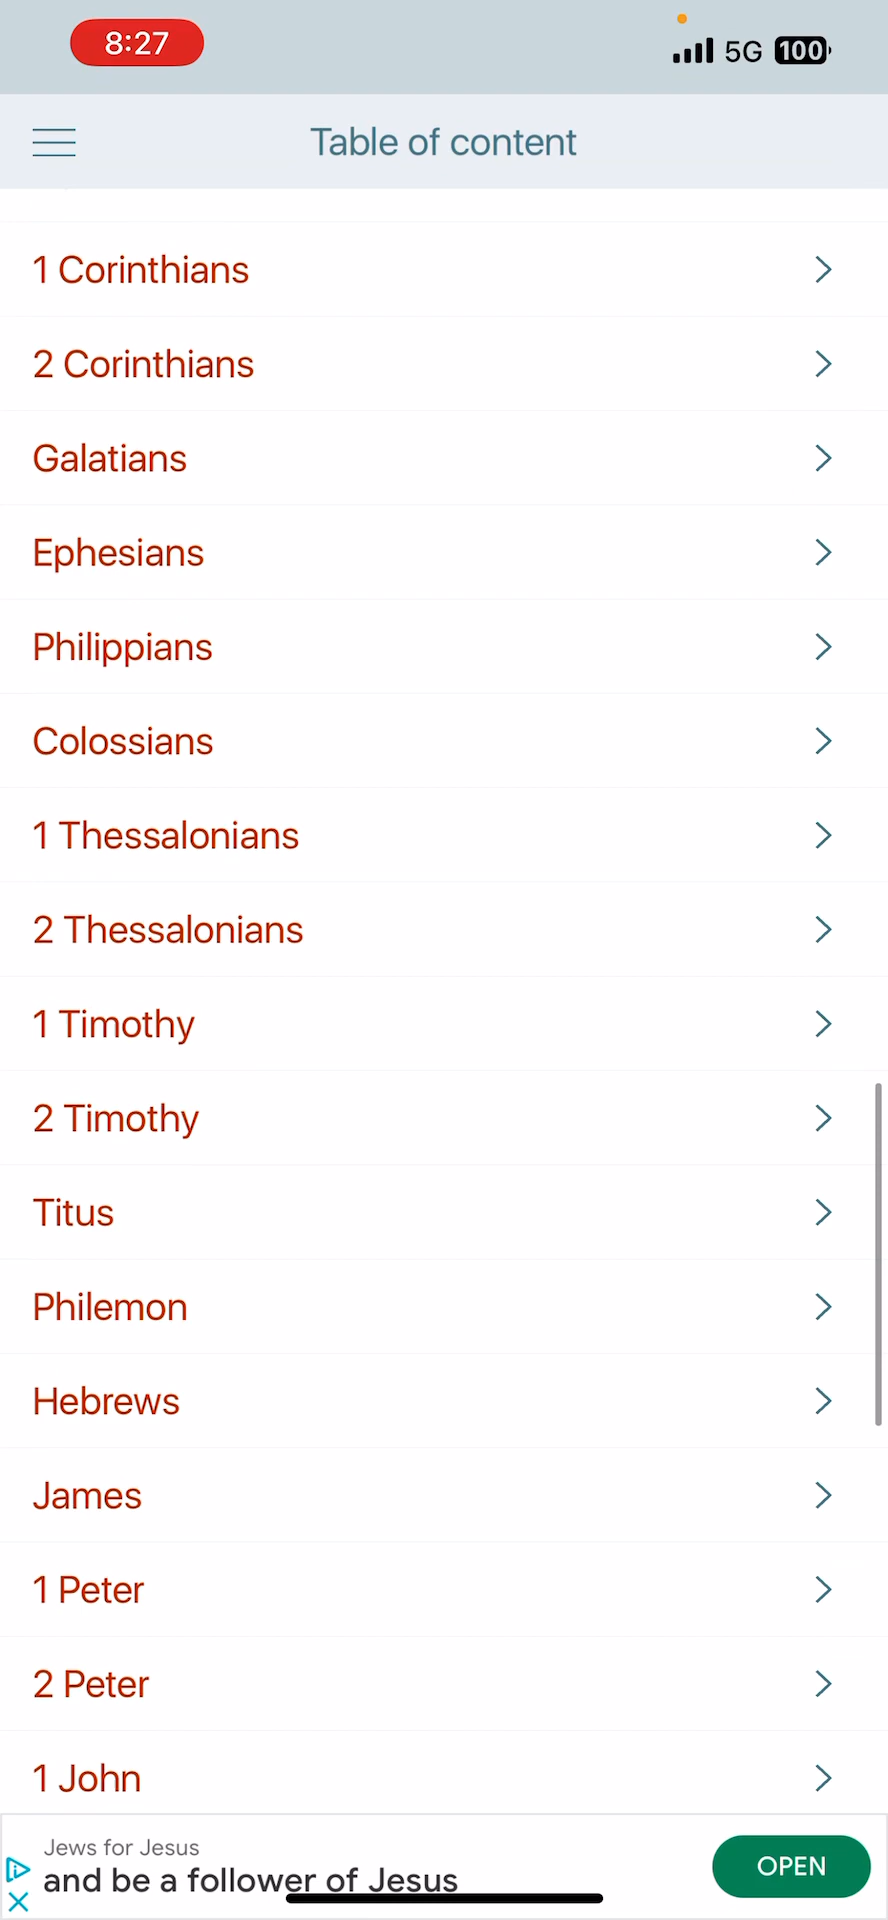 8:27
5G 100
Table of content
1 Corinthians
2 Corinthians
Galatians
Ephesians
Philippians
Colossians
1 Thessalonians
2 Thessalonians
1 Timothy
2 Timothy
Titus
Philemon
Hebrews
James
1 Peter
2 Peter
1 John
Jews for Jesus
and be a follower of Jesus
OPEN